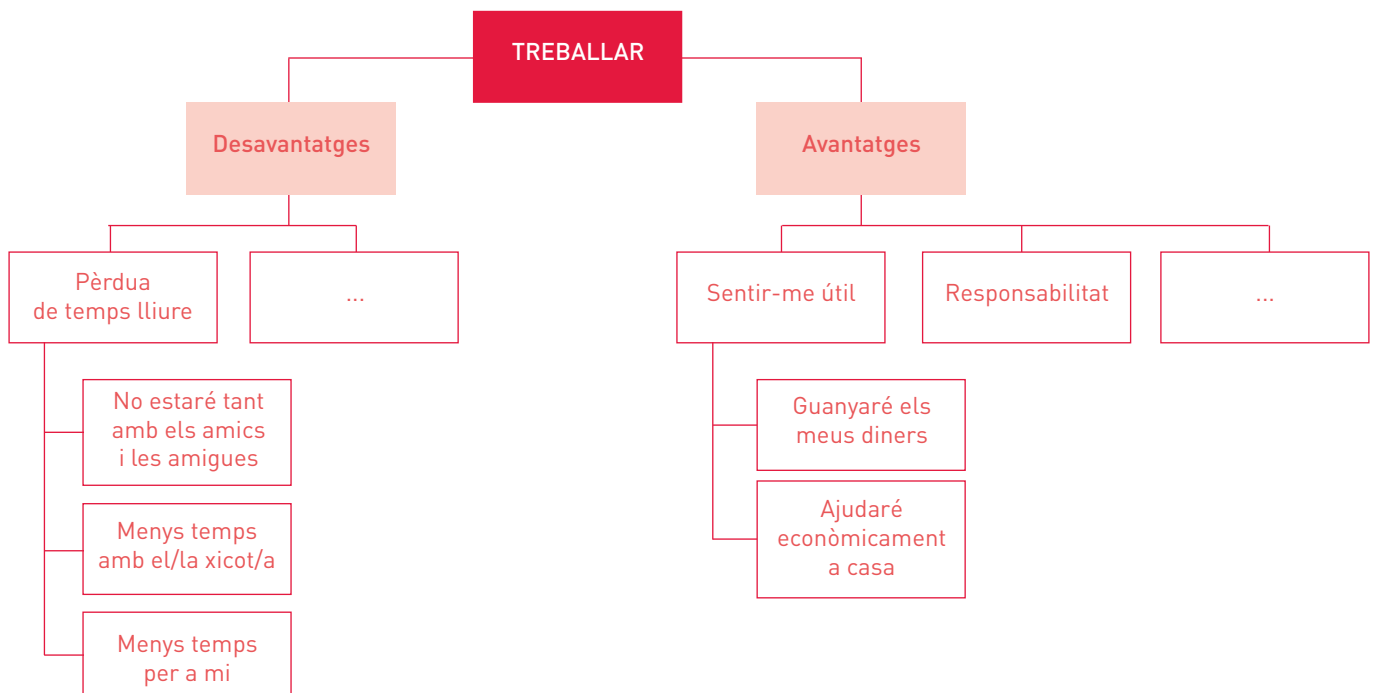 TREBALLAR
Desavantatges
Avantatges
Pèrdua
de temps lliure
...
Sentir-me útil
Responsabilitat
...
No estaré tant
amb els amics
i les amigues
Menys temps
amb el/la xicot/a
Menys temps
per a mi
Guanyaré els
meus diners
Ajudaré
econòmicament
a casa